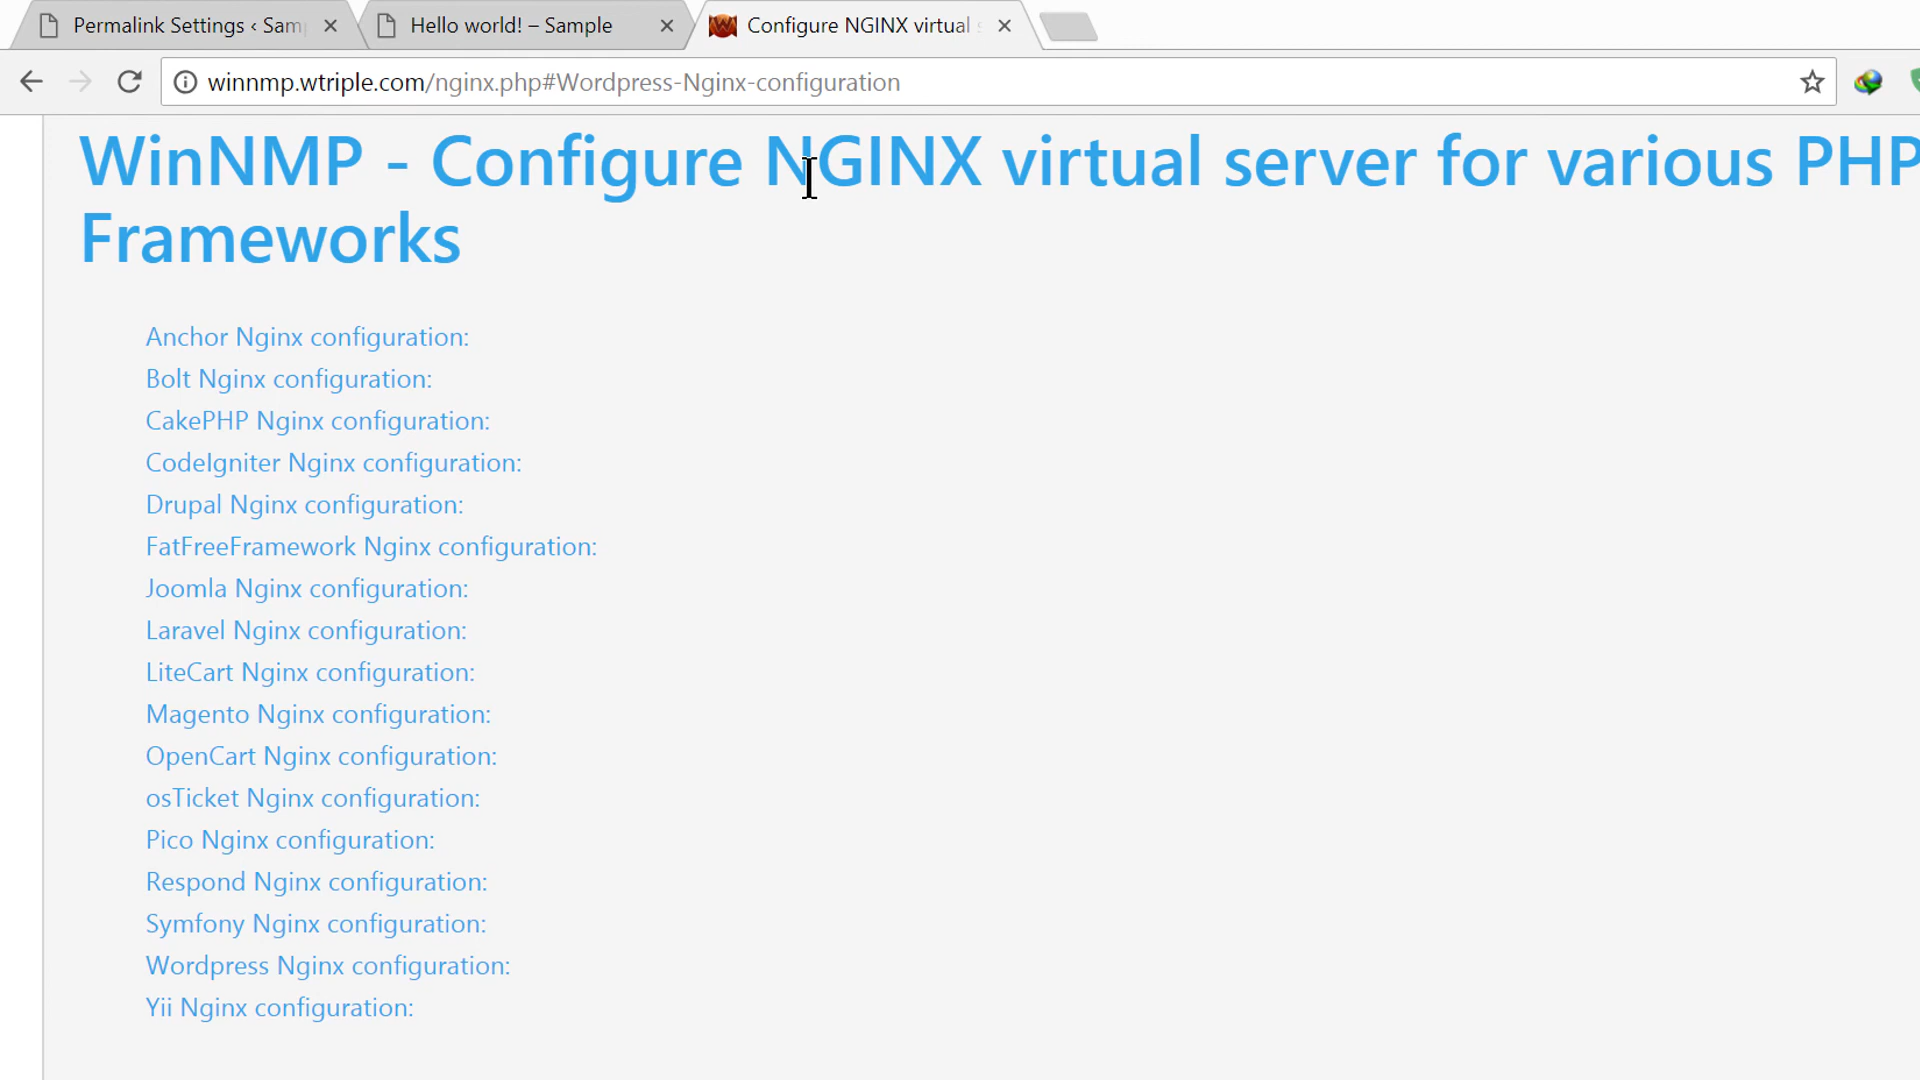 Permalink Settings ‹ Sam
Hello world! – Sample
Configure NGINX virtual
winnmp.wtriple.com/nginx.php#Wordpress-Nginx-configuration
WinNMP - Configure NGINX virtual server for various PHP
Frameworks
Anchor Nginx configuration:
Bolt Nginx configuration:
CakePHP Nginx configuration:
CodeIgniter Nginx configuration:
Drupal Nginx configuration:
FatFreeFramework Nginx configuration:
Joomla Nginx configuration:
Laravel Nginx configuration:
LiteCart Nginx configuration:
Magento Nginx configuration:
OpenCart Nginx configuration:
osTicket Nginx configuration:
Pico Nginx configuration:
Respond Nginx configuration:
Symfony Nginx configuration:
Wordpress Nginx configuration:
Yii Nginx configuration: